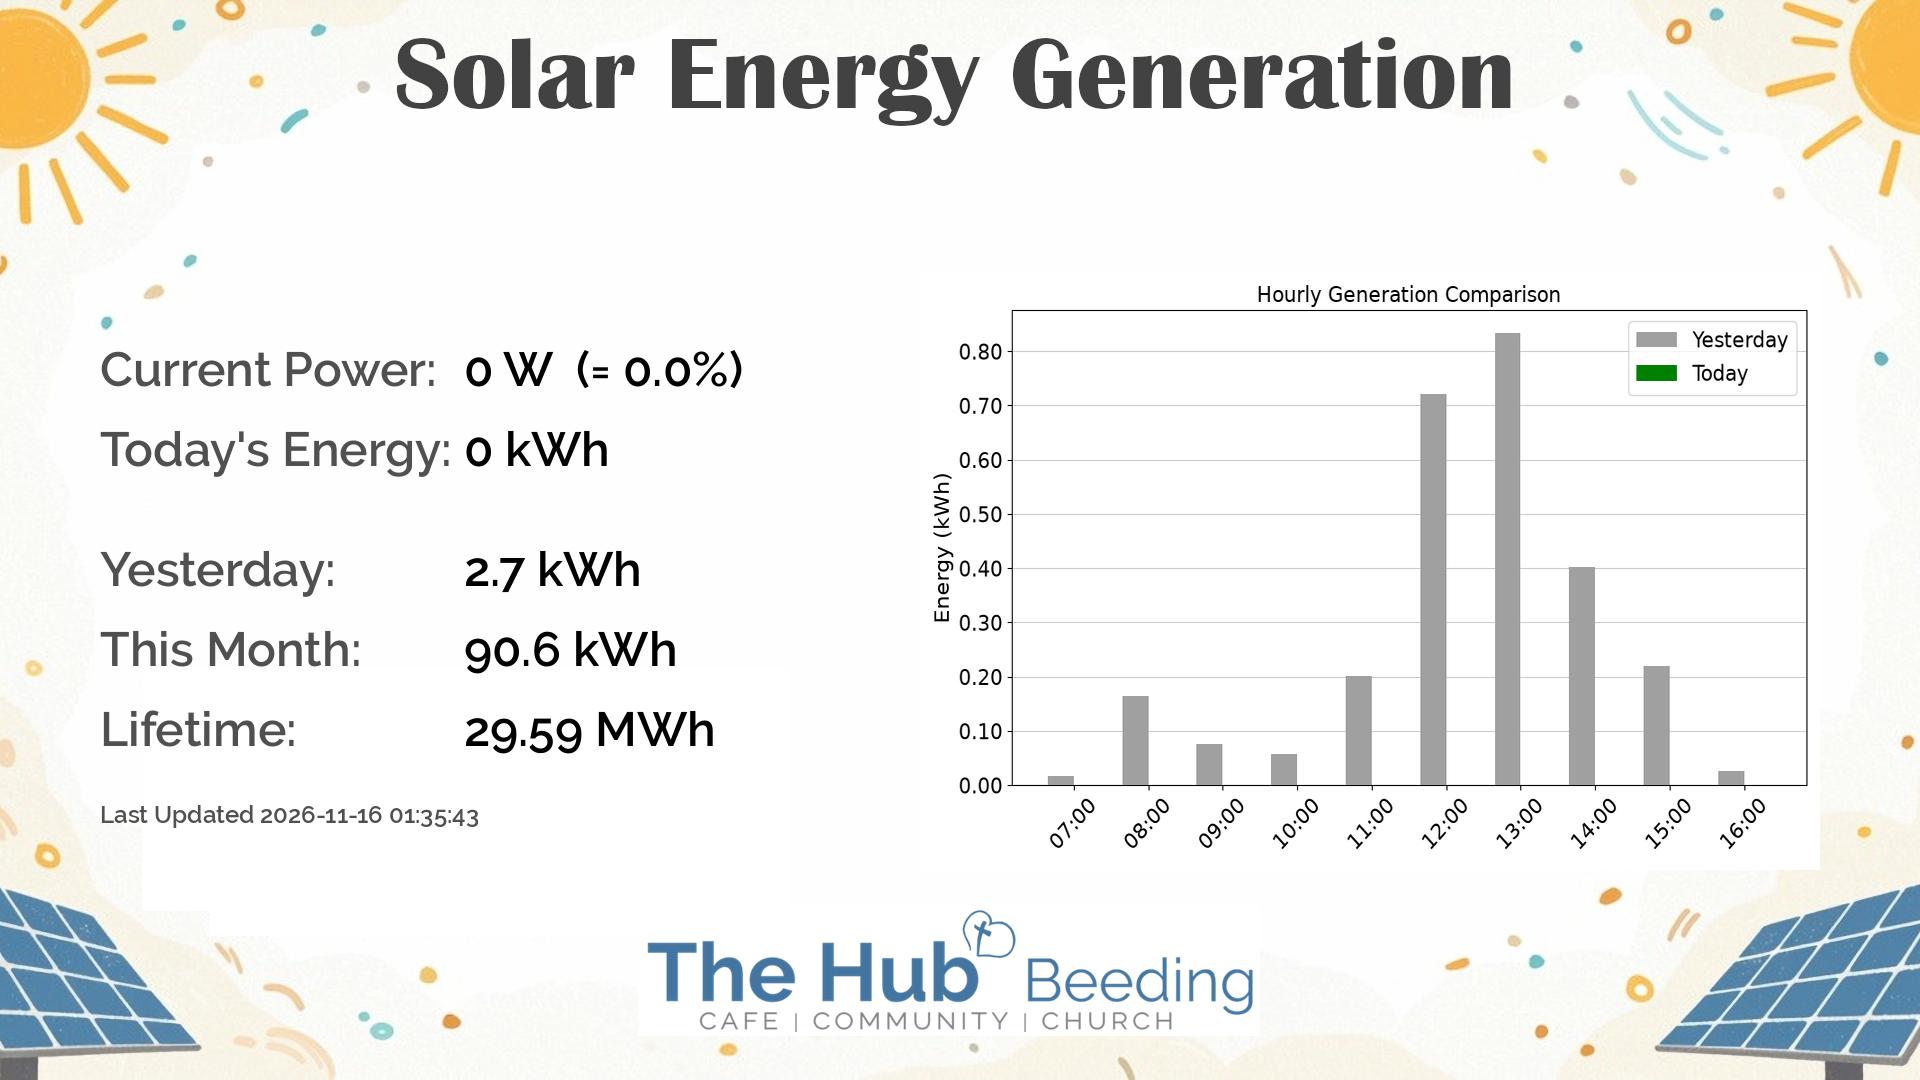 Solar Energy Generation
Current Power: 0 W (= 0.0%)
Today's Energy: 0 kWh
Yesterday: 2.7 kWh
This Month: 90.6 kWh
Lifetime: 29.59 MWh
Last Updated 2026-11-16 01:35:43
Hourly Generation Comparison
Yesterday
Today
Energy (kWh)
0.80
0.70
0.60
0.50
0.40
0.30
0.20
0.10
0.00
07:00 08:00 09:00 10:00 11:00 12:00 13:00 14:00 15:00 16:00
The Hub Beeding
CAFE | COMMUNITY | CHURCH